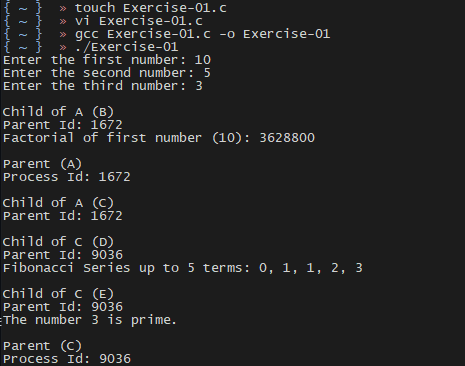 { ~ } » touch Exercise-01.c
{ ~ } » vi Exercise-01.c
{ ~ } » gcc Exercise-01.c -o Exercise-01
{ ~ } » ./Exercise-01
Enter the first number: 10
Enter the second number: 5
Enter the third number: 3
Child of A (B)
Parent Id: 1672
Factorial of first number (10): 3628800
Parent (A)
Process Id: 1672
Child of A (C)
Parent Id: 1672
Child of C (D)
Parent Id: 9036
Fibonacci Series up to 5 terms: 0, 1, 1, 2, 3
Child of C (E)
Parent Id: 9036
The number 3 is prime.
Parent (C)
Process Id: 9036